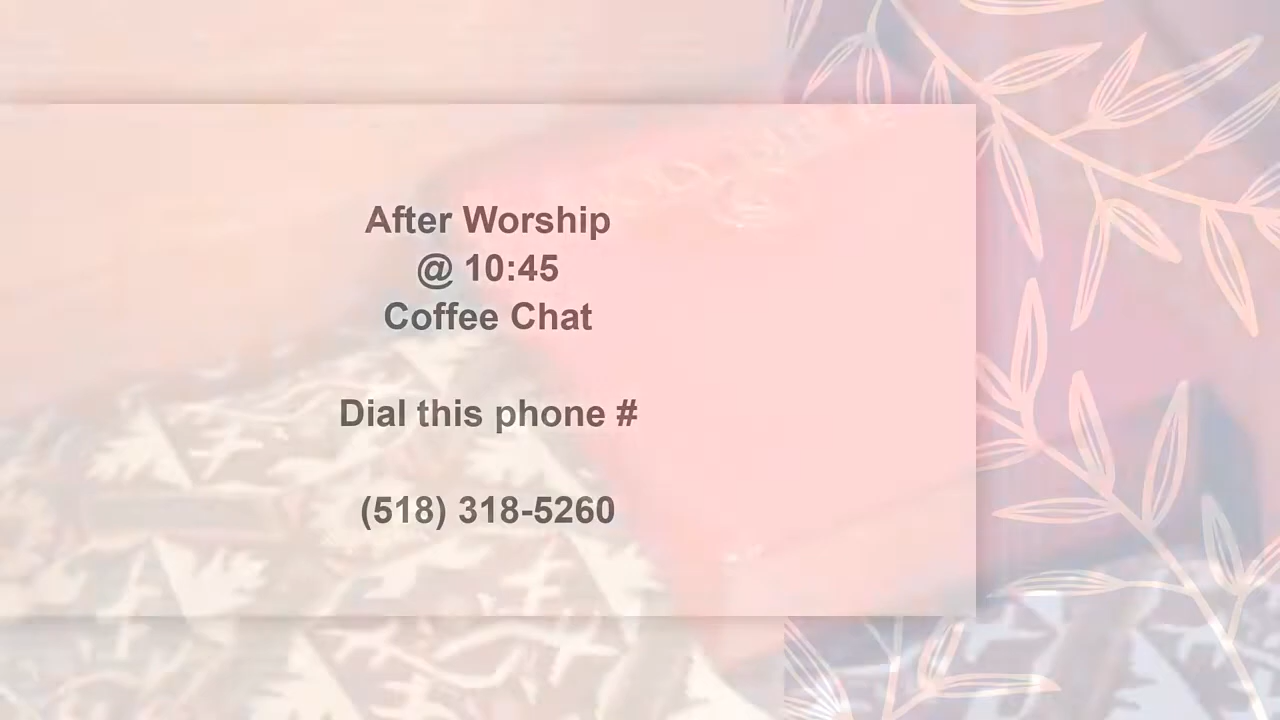 After Worship
@ 10:45
Coffee Chat
Dial this phone #
(518) 318-5260